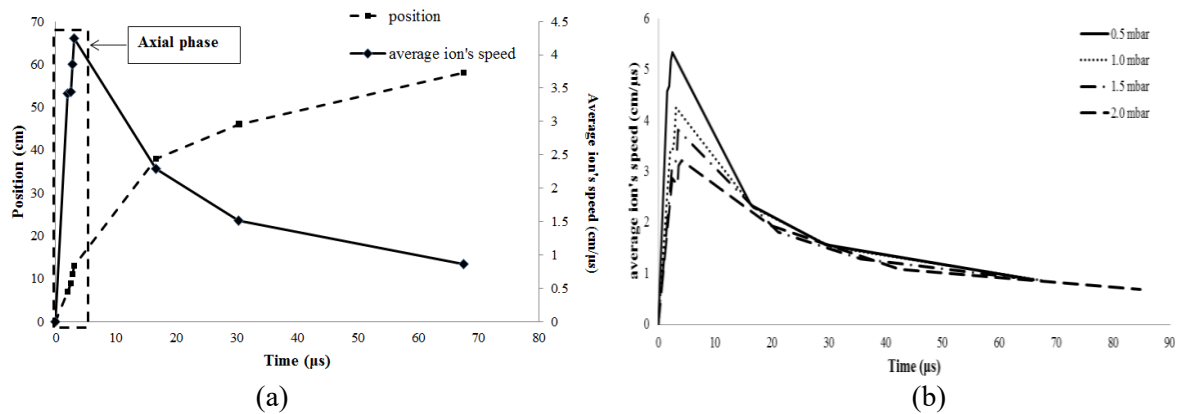 position
average ion's speed
Axial phase
70
60
50
40
30
20
10
0
Position (cm)
4.5
4
3.5
3
2.5
2
1.5
1
0.5
0
Average ion's speed (cm/µs)
0 10 20 30 40 50 60 70 80
Time (µs)
(a)
0.5 mbar
1.0 mbar
1.5 mbar
2.0 mbar
6
5
4
3
2
1
0
average ion's speed (cm/µs)
0 10 20 30 40 50 60 70 80 90
Time (µs)
(b)